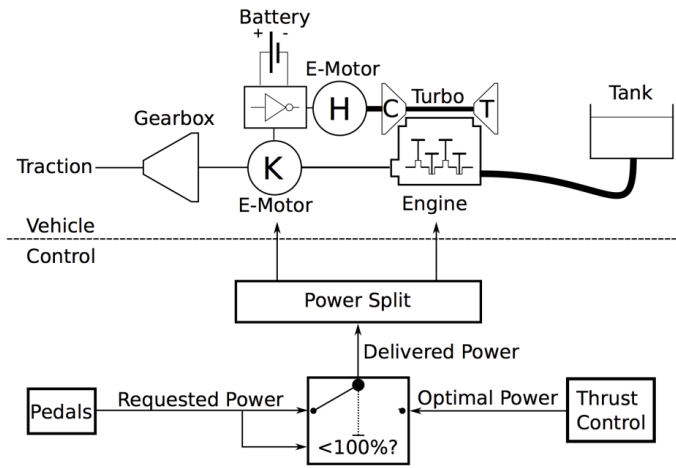 Battery
+ -
E-Motor
H
C
Turbo
T
Tank
Gearbox
Traction
K
E-Motor
Engine
Vehicle
Control
Power Split
Delivered Power
Pedals
Requested Power
<100%?
Optimal Power
Thrust
Control